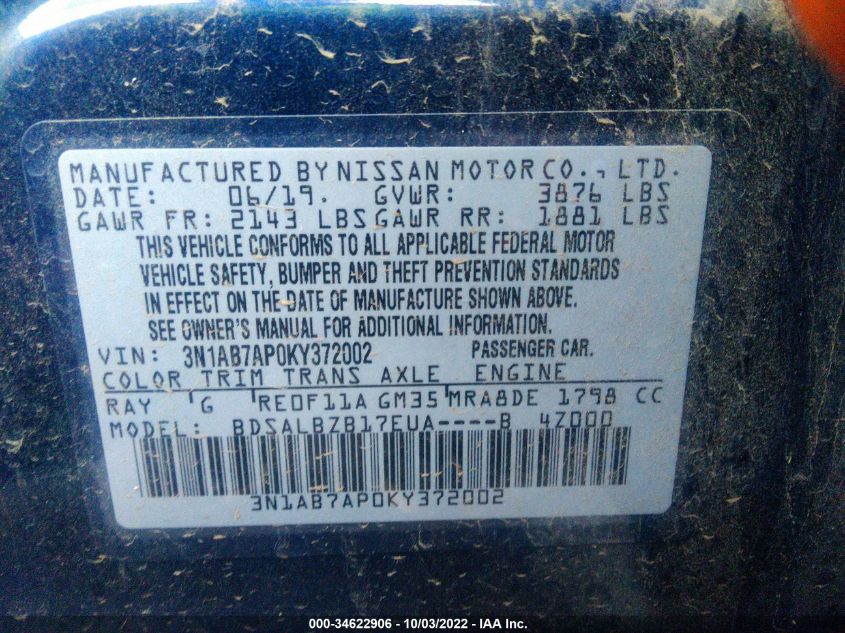 MANUFACTURED BY NISSAN MOTOR CO., LTD.
DATE: 06/19. GVWR: 3876 LBS
GAWR FR: 2143 LBS GAWR RR: 1881 LBS
THIS VEHICLE CONFORMS TO ALL APPLICABLE FEDERAL MOTOR
VEHICLE SAFETY, BUMPER AND THEFT PREVENTION STANDARDS
IN EFFECT ON THE DATE OF MANUFACTURE SHOWN ABOVE.
SEE OWNER'S MANUAL FOR ADDITIONAL INFORMATION.
VIN: 3N1AB7AP0KY372002 PASSENGER CAR.
COLOR TRIM TRANS AXLE ENGINE
RAY G RE0F11A GM35 MRA8DE 1798 CC
MODEL: BDSALBZB17EUA----B 4Z000
3N1AB7AP0KY372002
000-34622906 - 10/03/2022 - IAA Inc.